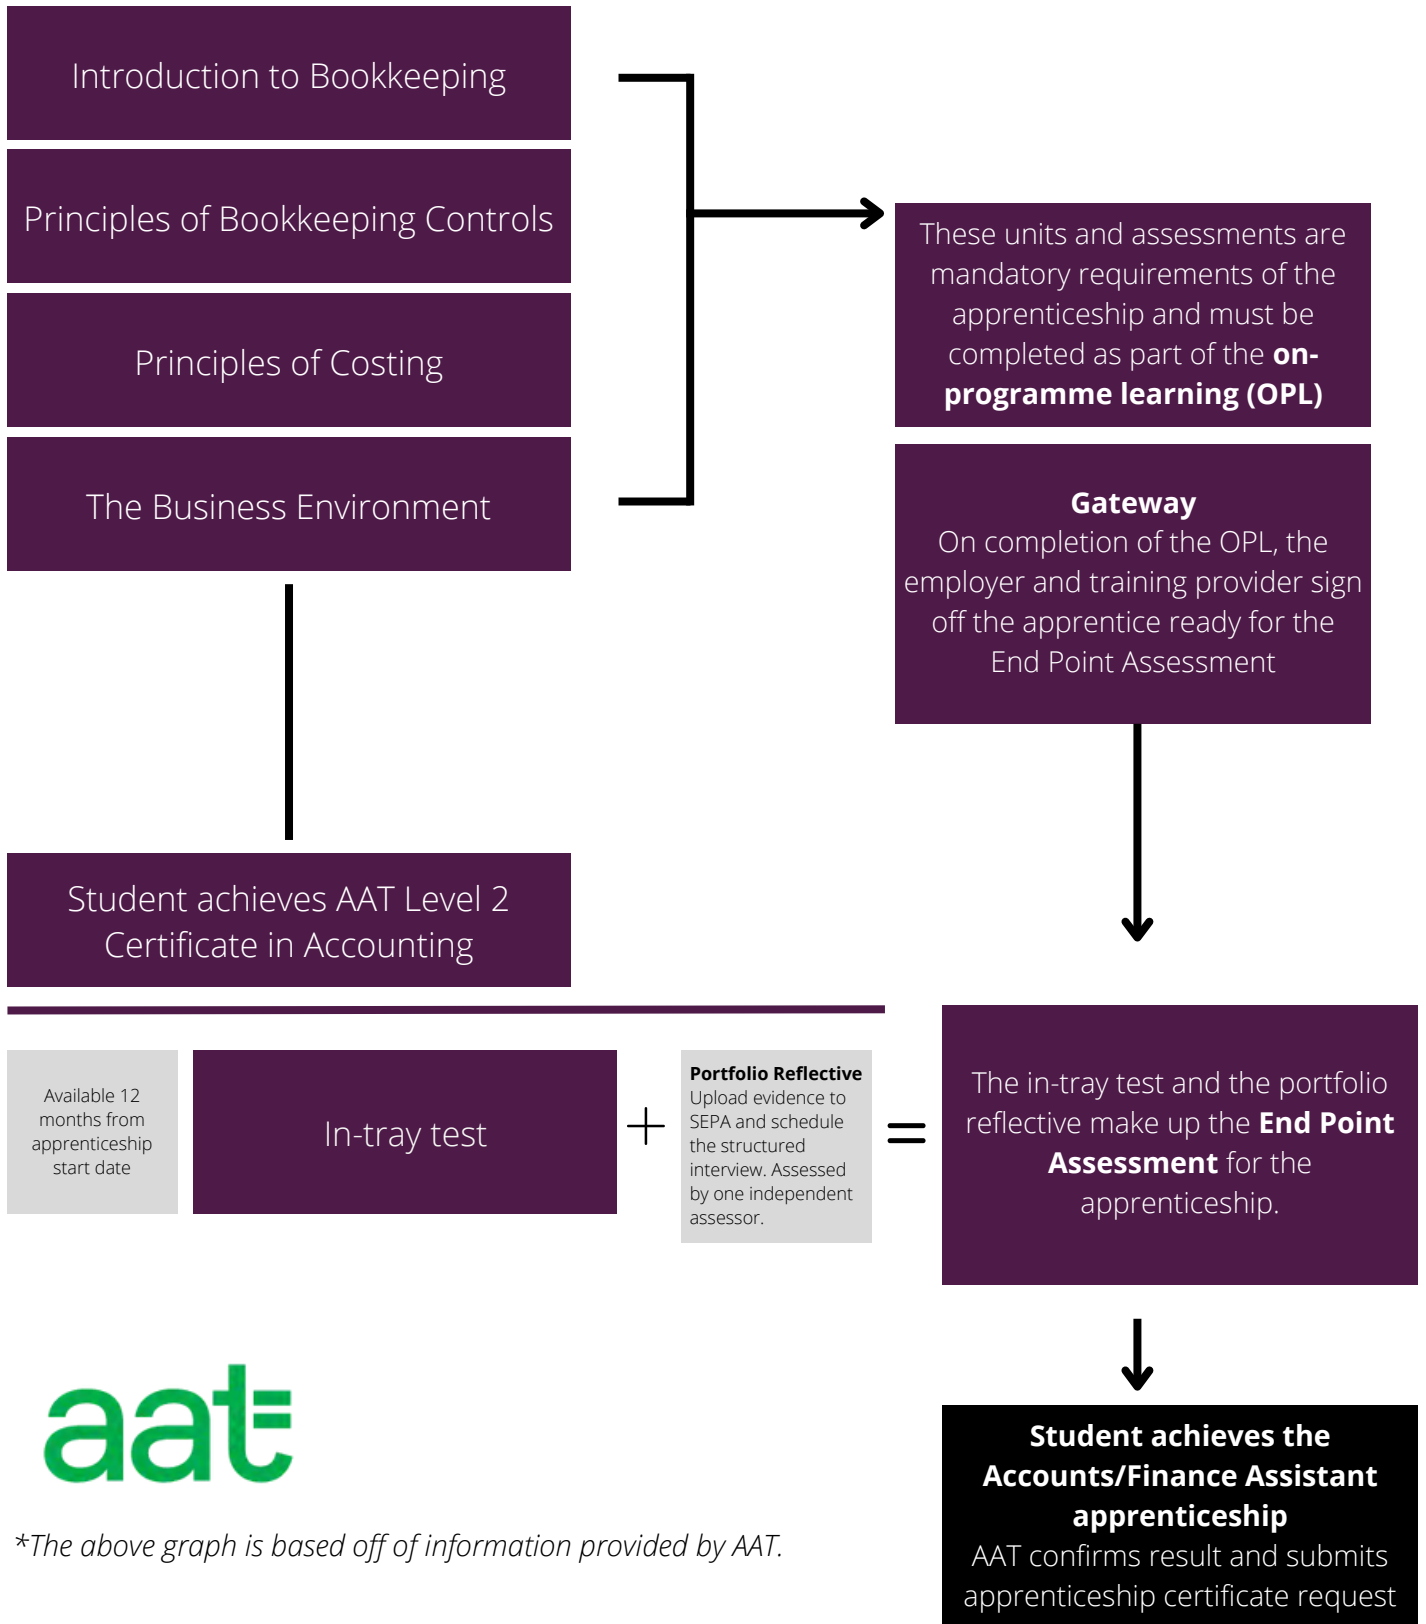 Introduction to Bookkeeping
Principles of Bookkeeping Controls
Principles of Costing
The Business Environment
These units and assessments are
mandatory requirements of the
apprenticeship and must be
completed as part of the on-
programme learning (OPL)
Gateway
On completion of the OPL, the
employer and training provider sign
off the apprentice ready for the
End Point Assessment
Student achieves AAT Level 2
Certificate in Accounting
Available 12
months from
apprenticeship
start date
In-tray test
+
Portfolio Reflective
Upload evidence to
SEPA and schedule
the structured
interview. Assessed
by one independent
assessor.
=
The in-tray test and the portfolio
reflective make up the End Point
Assessment for the
apprenticeship.
aat
*The above graph is based off of information provided by AAT.
Student achieves the
Accounts/Finance Assistant
apprenticeship
AAT confirms result and submits
apprenticeship certificate request